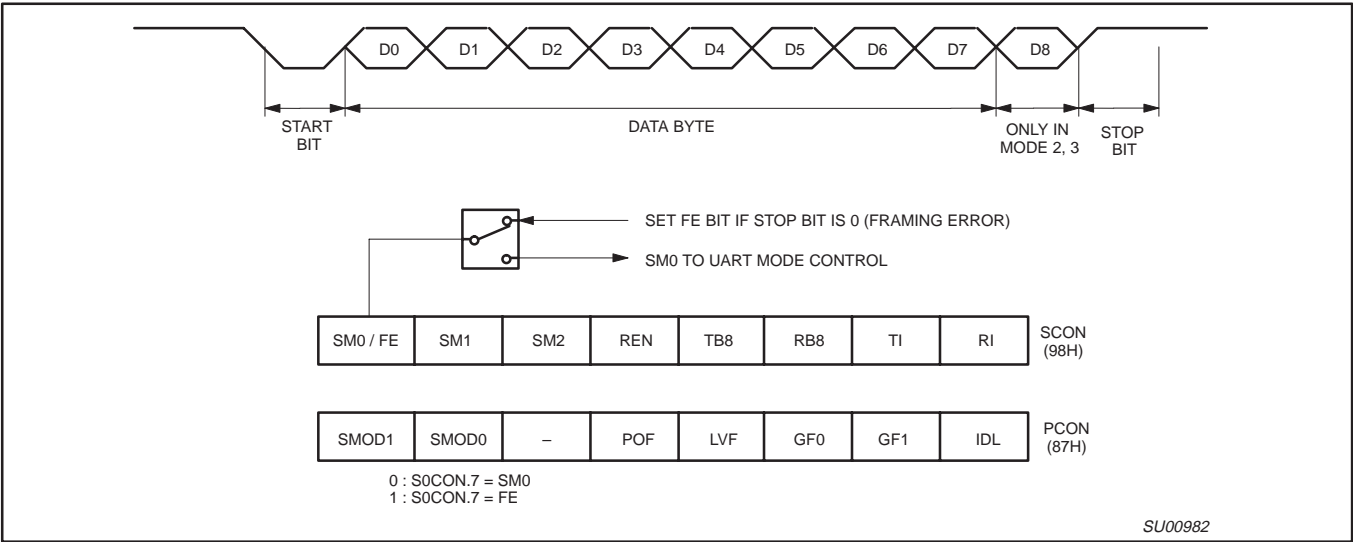 D0 D1 D2 D3 D4 D5 D6 D7 D8
START
BIT
DATA BYTE
ONLY IN
MODE 2, 3
STOP
BIT
SET FE BIT IF STOP BIT IS 0 (FRAMING ERROR)
SM0 TO UART MODE CONTROL
SM0 / FE SM1 SM2 REN TB8 RB8 TI RI
SCON
(98H)
SMOD1 SMOD0 – POF LVF GF0 GF1 IDL
PCON
(87H)
0 : S0CON.7 = SM0
1 : S0CON.7 = FE
SU00982